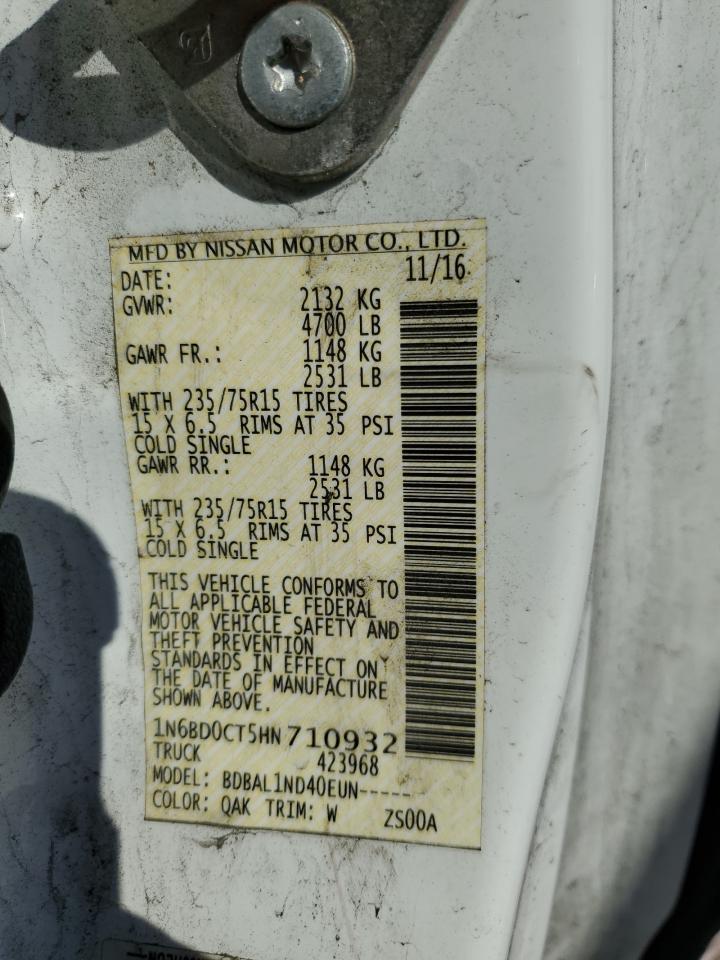 MFD BY NISSAN MOTOR CO., LTD.
DATE: 11/16
GVWR: 2132 KG
4700 LB
GAWR FR.: 1148 KG
2531 LB
WITH 235/75R15 TIRES
15 X 6.5 RIMS AT 35 PSI
COLD SINGLE
GAWR RR.: 1148 KG
2531 LB
WITH 235/75R15 TIRES
15 X 6.5 RIMS AT 35 PSI
COLD SINGLE
THIS VEHICLE CONFORMS TO
ALL APPLICABLE FEDERAL
MOTOR VEHICLE SAFETY AND
THEFT PREVENTION
STANDARDS IN EFFECT ON
THE DATE OF MANUFACTURE
SHOWN ABOVE.
1N6BD0CT5HN710932
TRUCK 423968
MODEL: BDBAL1ND40EUN-----
COLOR: QAK TRIM: W ZS00A